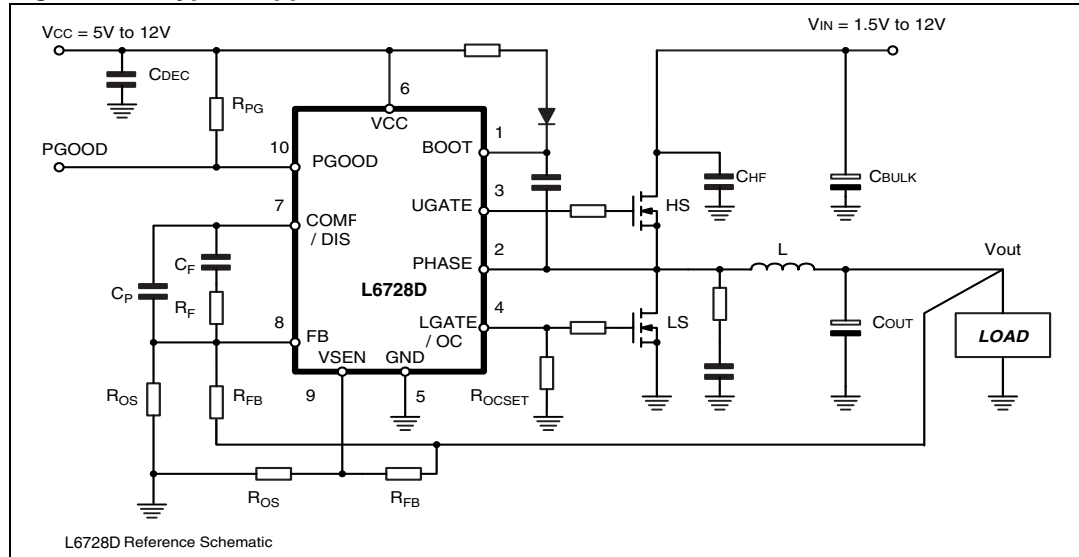 VCC = 5V to 12V
VIN = 1.5V to 12V
CDEC
RPG
6
VCC
1
BOOT
PGOOD
10
PGOOD
3
UGATE
HS
CHF
CBULK
7
COMP
/ DIS
2
PHASE
L
Vout
CF
CP
RF
L6728D
4
LGATE
/ OC
LS
COUT
LOAD
8
FB
VSEN
GND
9
5
ROS
RFB
ROCSET
ROS
RFB
L6728D Reference Schematic